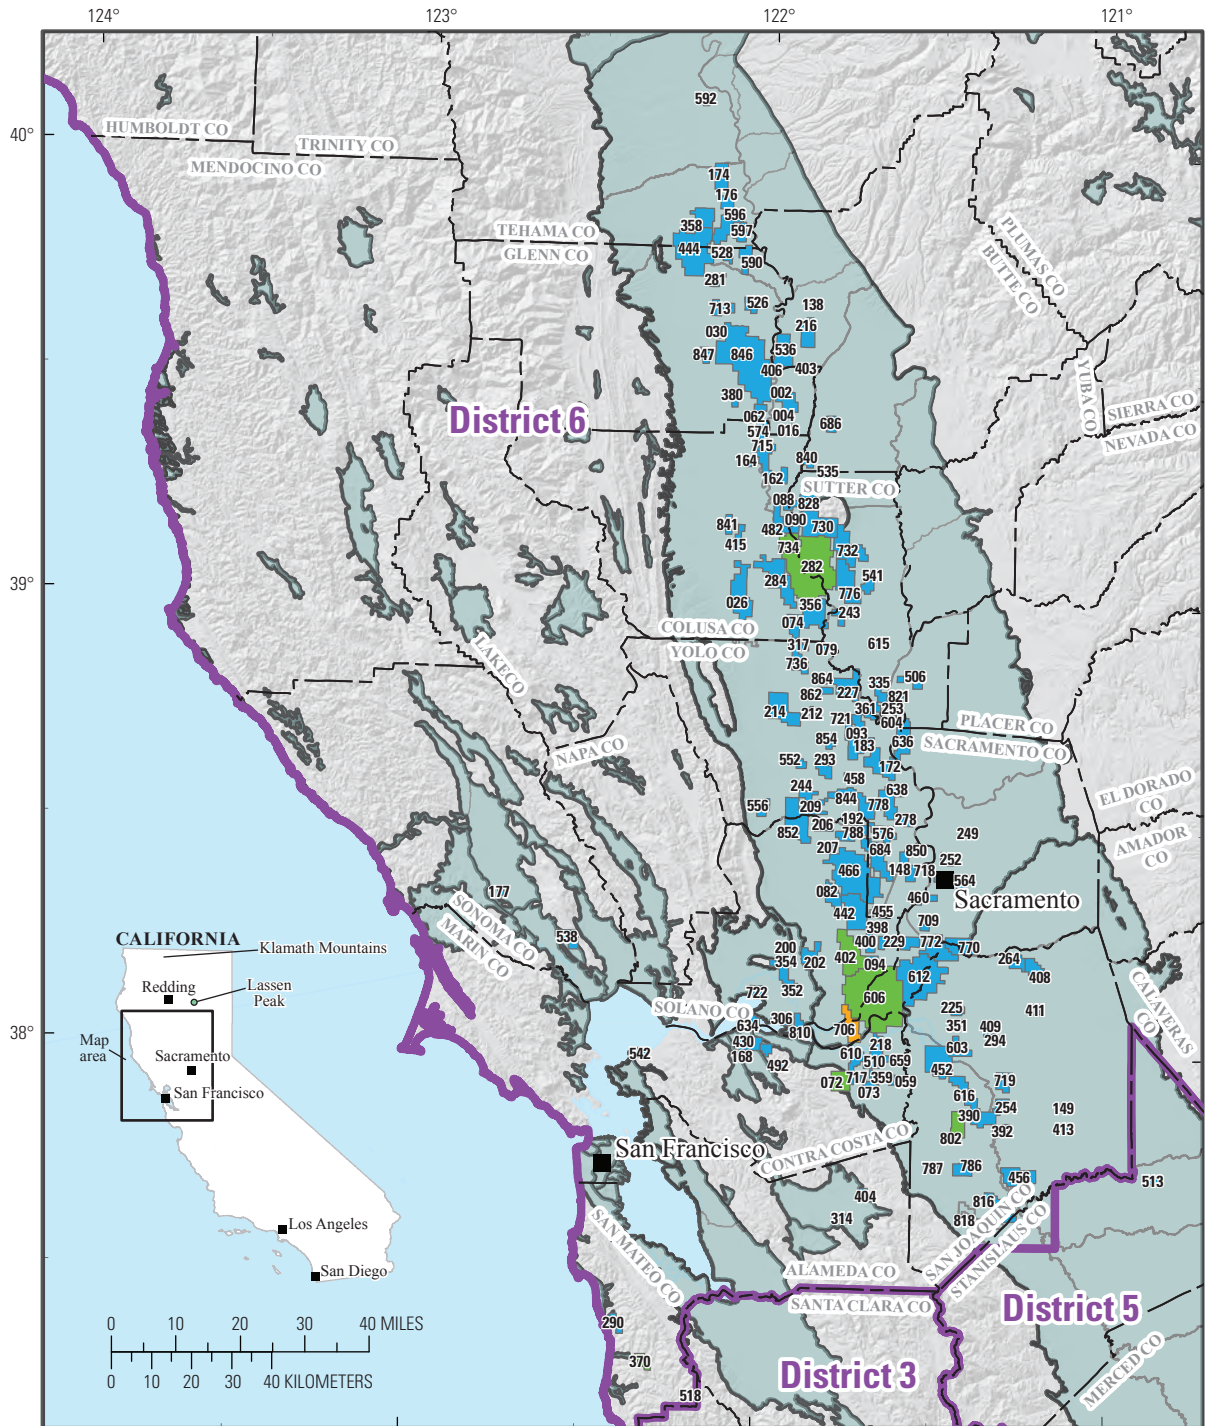 124° 123° 122° 121°
592
40°
HUMBOLDT CO
TRINITY CO
MENDOCINO CO
174
176
358 596
597
PLUMAS CO
BUTTE CO
TEHAMA CO
GLENN CO
444 528
590
281
713 526 138
216
030
847 846 536
406 403
380 002
062 004
574 016 686
715
164 840
162 535
YUBA CO
SIERRA CO
NEVADA CO
District 6
SUTTER CO
088 828
841 482 090 730
415 734 732
282
284 541
026 776
356 243
074
COLUSA CO
YOLO CO
317 079 615
736
39°
LAKE CO
864 335 506
862 227 821
214 212 361 253
721 604
093
854 183 636
552 293
458 172
PLACER CO
SACRAMENTO CO
NAPA CO
244 638
556 209 844 778
206 192 278
852 788 576 249
207 684 850
252
466 148 718
564
082 460
442 455
398 709
EL DORADO CO
AMADOR CO
Sacramento
177
SONOMA CO
MARIN CO
538
200 400 229 772 770
354 202 402 094 264
612 408
722 352 606
225 411
CALAVERAS CO
SOLANO CO
38°
634 306 706 351 409
810 294
430 218 603
542 168 610 510 659 452
492
717 359 059 719
072 073 616
254 149
390
392 413
802
San Francisco
CONTRA COSTA CO
787 786
456 513
404 816
314 818
SAN JOAQUIN CO
STANISLAUS CO
SAN MATEO CO
ALAMEDA CO
SANTA CLARA CO
District 5
290
District 3
370
518
MERCED CO
CALIFORNIA
Klamath Mountains
Redding
Lassen
Peak
Map
area
Sacramento
San Francisco
Los Angeles
San Diego
0 10 20 30 40 MILES
0 10 20 30 40 KILOMETERS